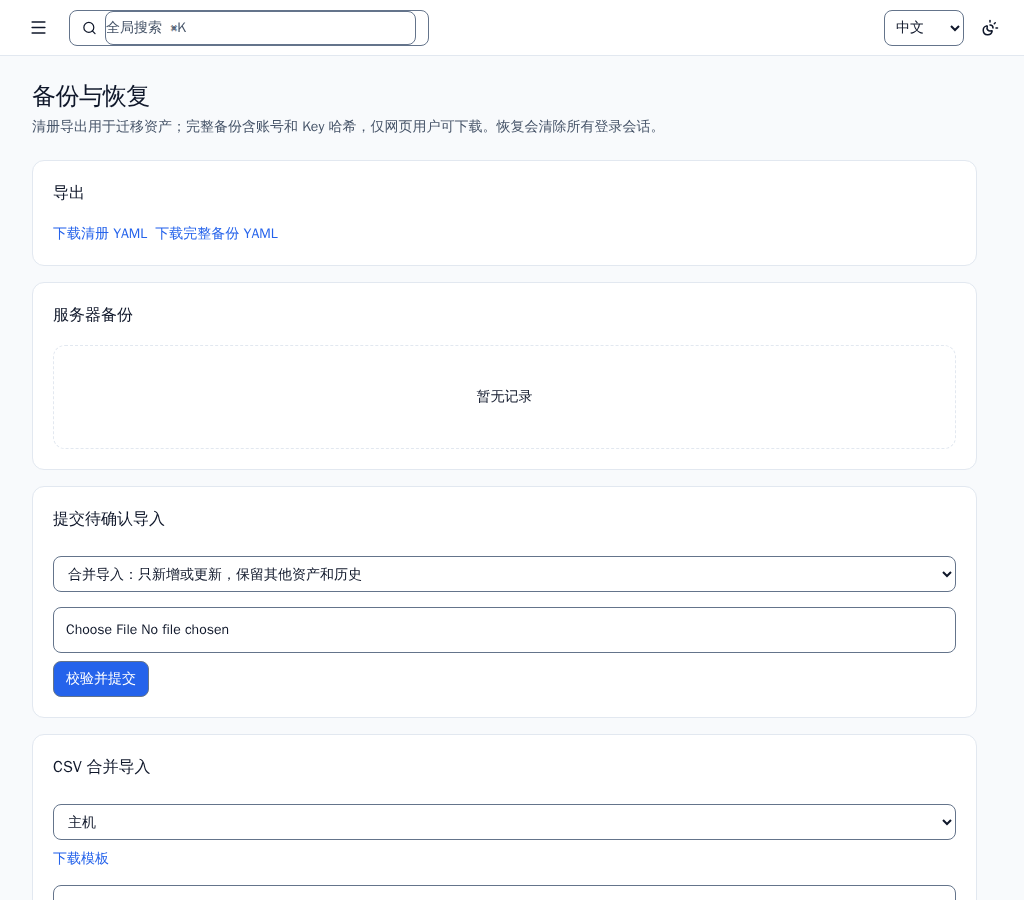 全局搜索 ⌘K
中文
备份与恢复
清册导出用于迁移资产；完整备份含账号和 Key 哈希，仅网页用户可下载。恢复会清除所有登录会话。
导出
下载清册 YAML 下载完整备份 YAML
服务器备份
暂无记录
提交待确认导入
合并导入：只新增或更新，保留其他资产和历史
Choose File No file chosen
校验并提交
CSV 合并导入
主机
下载模板